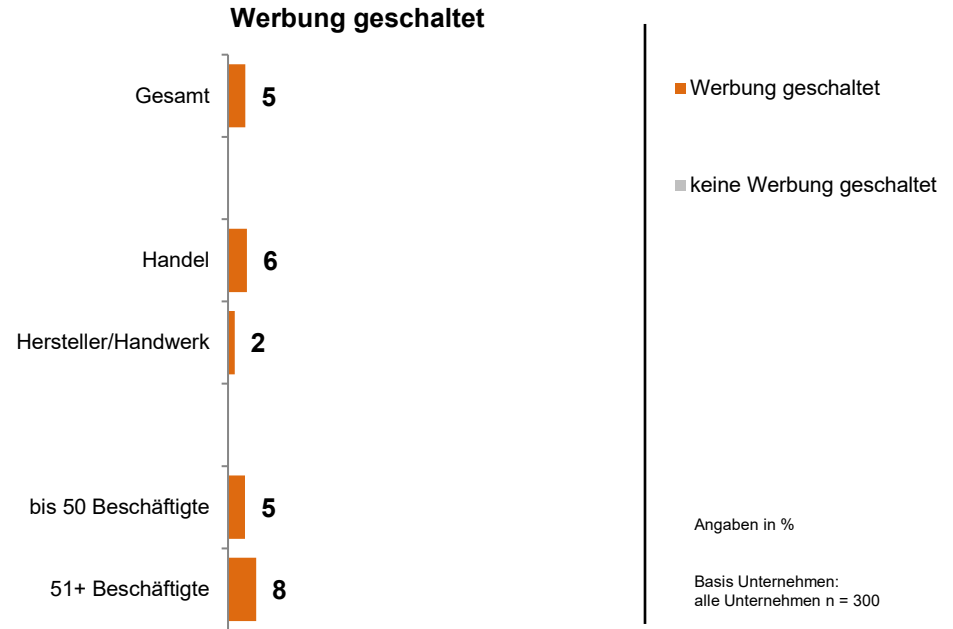 Werbung geschaltet
Gesamt 5
Handel 6
Hersteller/Handwerk 2
bis 50 Beschäftigte 5
51+ Beschäftigte 8
Werbung geschaltet
keine Werbung geschaltet
Angaben in %
Basis Unternehmen:
alle Unternehmen n = 300